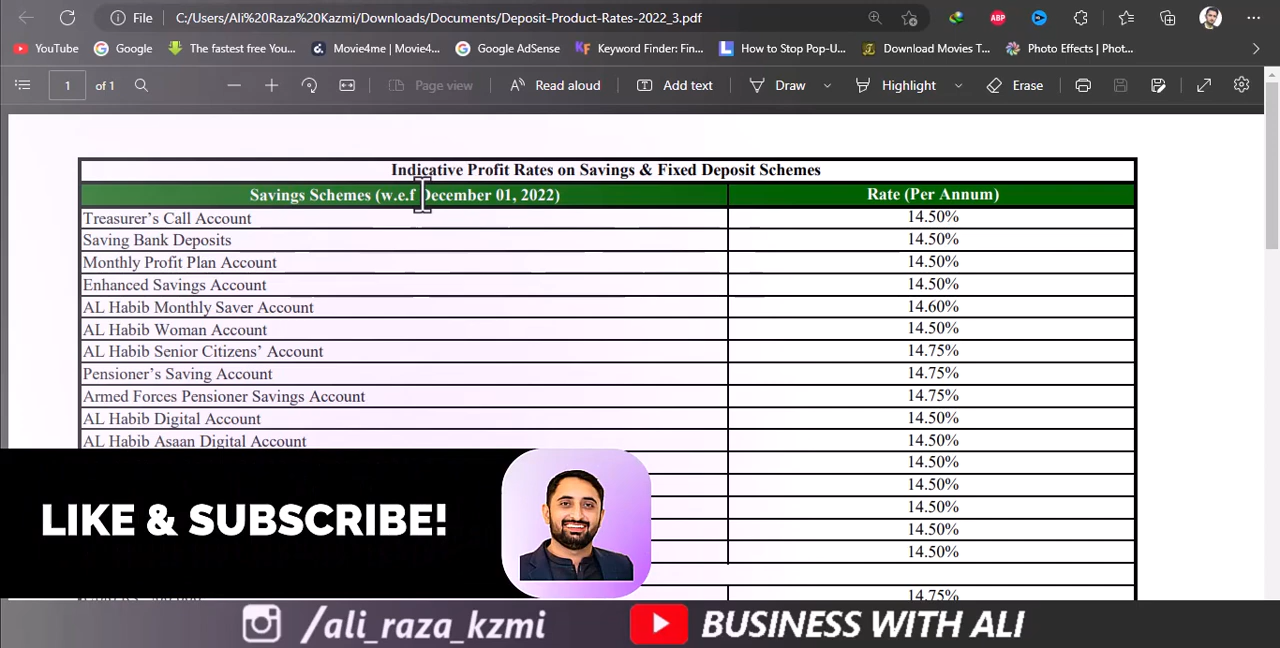 File C:/Users/Ali%20Raza%20Kazmi/Downloads/Documents/Deposit-Product-Rates-2022_3.pdf ABP
YouTube Google The fastest free You... Movie4me | Movie4... Google AdSense KF Keyword Finder: Fin... L How to Stop Pop-U... Download Movies T... Photo Effects | Phot...
1 of 1 Page view Read aloud Add text Draw Highlight Erase
Indicative Profit Rates on Savings & Fixed Deposit Schemes
Savings Schemes (w.e.f December 01, 2022) Rate (Per Annum)
Treasurer’s Call Account 14.50%
Saving Bank Deposits 14.50%
Monthly Profit Plan Account 14.50%
Enhanced Savings Account 14.50%
AL Habib Monthly Saver Account 14.60%
AL Habib Woman Account 14.50%
AL Habib Senior Citizens’ Account 14.75%
Pensioner’s Saving Account 14.75%
Armed Forces Pensioner Savings Account 14.75%
AL Habib Digital Account 14.50%
AL Habib Asaan Digital Account 14.50%
14.50%
14.50%
14.50%
14.50%
14.50%
14.75%
LIKE & SUBSCRIBE!
/ali_raza_kzmi BUSINESS WITH ALI